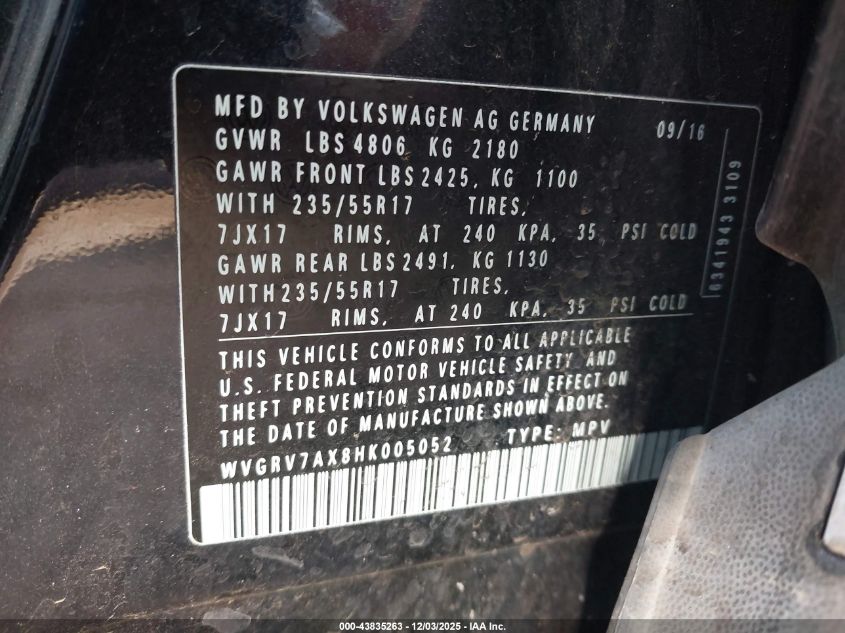 MFD BY VOLKSWAGEN AG GERMANY 09/16
GVWR LBS 4806 KG 2180
GAWR FRONT LBS 2425, KG 1100
WITH 235/55R17 TIRES,
7JX17 RIMS, AT 240 KPA, 35 PSI COLD
GAWR REAR LBS 2491, KG 1130
WITH 235/55R17 TIRES,
7JX17 RIMS, AT 240 KPA, 35 PSI COLD
THIS VEHICLE CONFORMS TO ALL APPLICABLE
U.S. FEDERAL MOTOR VEHICLE SAFETY AND
THEFT PREVENTION STANDARDS IN EFFECT ON
THE DATE OF MANUFACTURE SHOWN ABOVE.
WVGRV7AX8HK005052 TYPE: MPV
6341943 3109
000-43835263 - 12/03/2025 - IAA Inc.